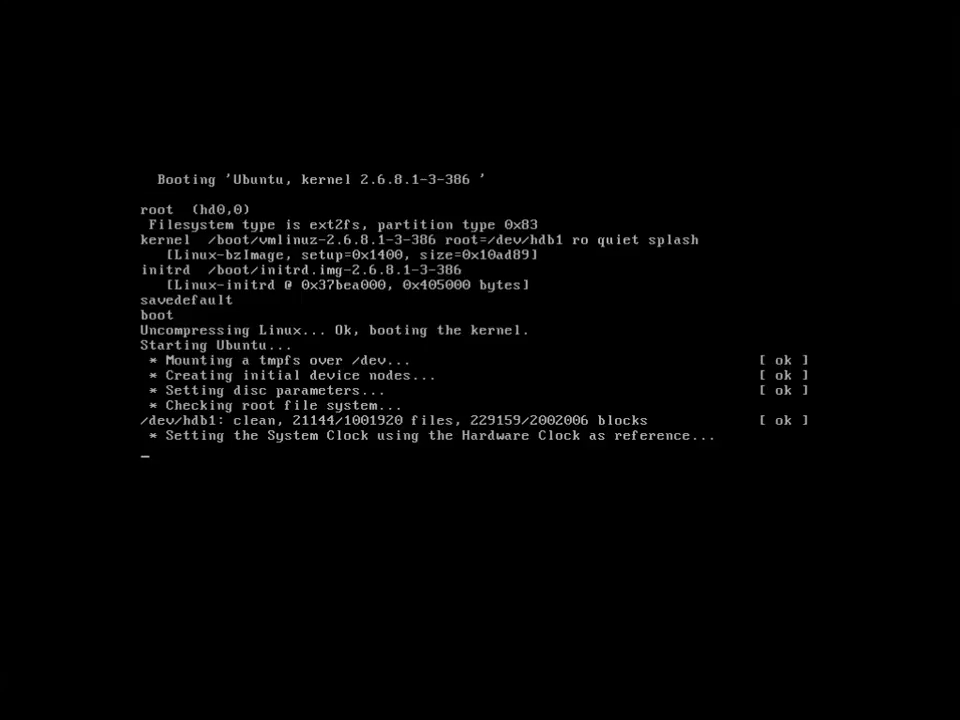 Booting 'Ubuntu, kernel 2.6.8.1-3-386 '
root  (hd0,0)
Filesystem type is ext2fs, partition type 0x83
kernel  /boot/vmlinuz-2.6.8.1-3-386 root=/dev/hdb1 ro quiet splash
[Linux-bzImage, setup=0x1400, size=0x10ad89]
initrd  /boot/initrd.img-2.6.8.1-3-386
[Linux-initrd @ 0x37bea000, 0x405000 bytes]
savedefault
boot
Uncompressing Linux... Ok, booting the kernel.
Starting Ubuntu...
* Mounting a tmpfs over /dev... [ ok ]
* Creating initial device nodes... [ ok ]
* Setting disc parameters... [ ok ]
* Checking root file system...
/dev/hdb1: clean, 21144/1001920 files, 229159/2002006 blocks [ ok ]
* Setting the System Clock using the Hardware Clock as reference...
_